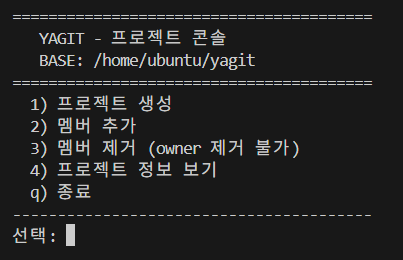 ========================================
YAGIT - 프로젝트 콘솔
BASE: /home/ubuntu/yagit
========================================
1) 프로젝트 생성
2) 멤버 추가
3) 멤버 제거 (owner 제거 불가)
4) 프로젝트 정보 보기
q) 종료
----------------------------------------
선택: